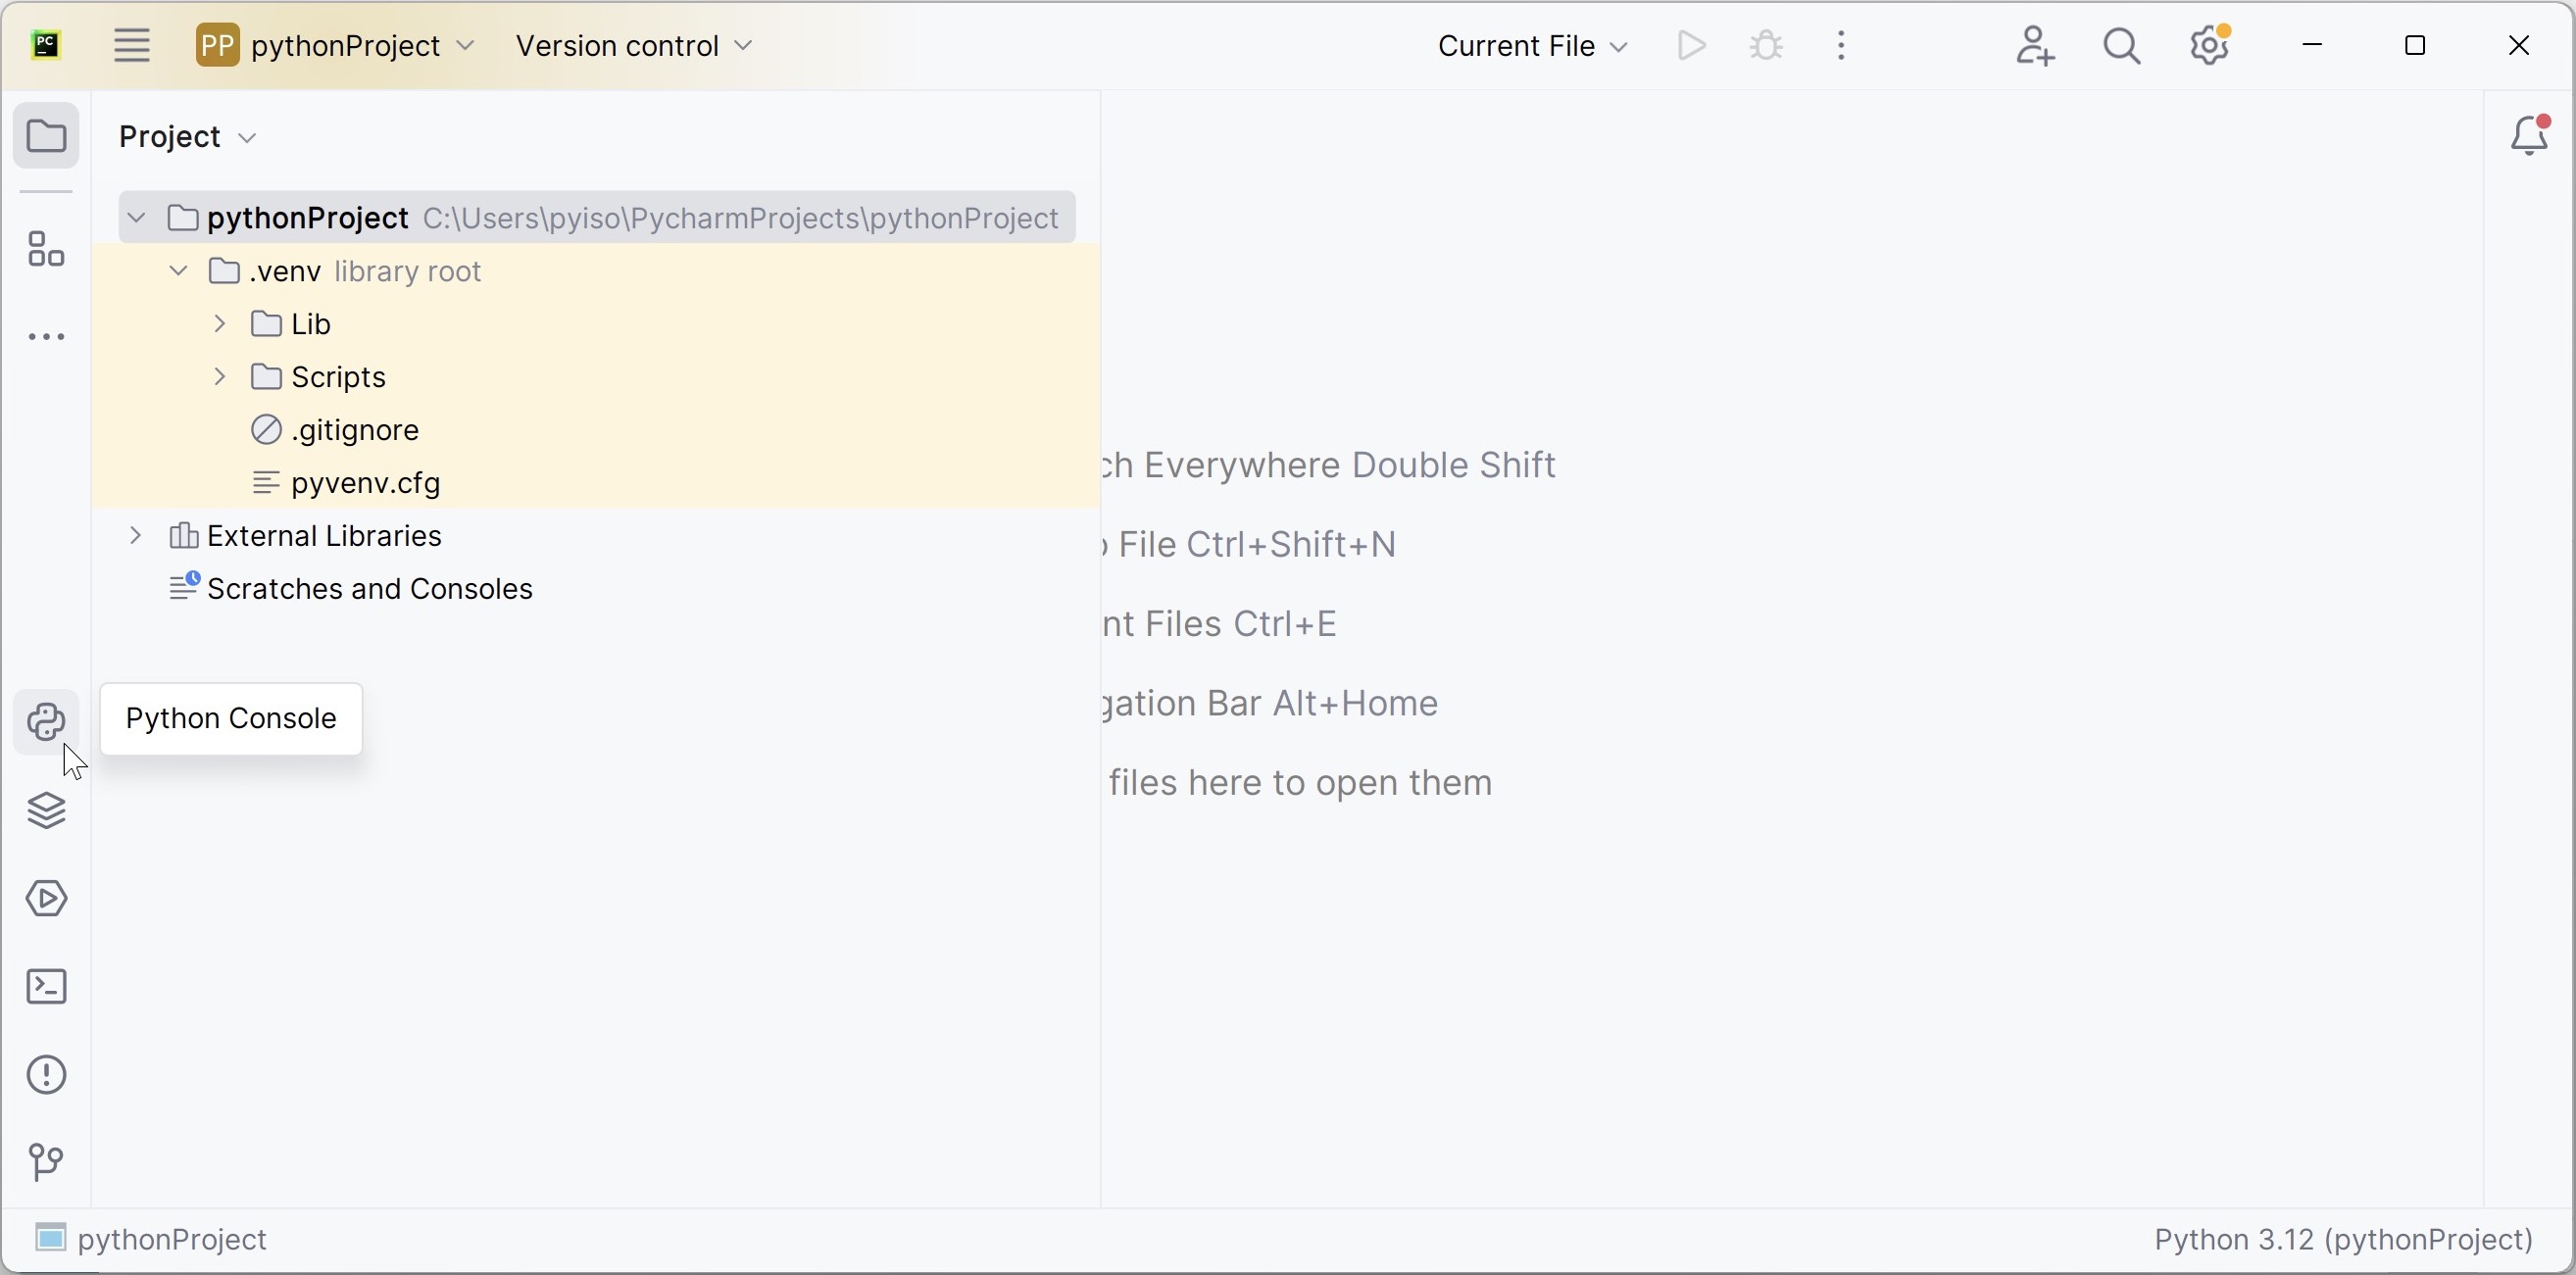 PC PP pythonProject Version control Current File
Project
pythonProject C:\Users\pyiso\PycharmProjects\pythonProject
.venv library root
Lib
Scripts
.gitignore
pyvenv.cfg
External Libraries
Scratches and Consoles
Python Console
ch Everywhere Double Shift
o File Ctrl+Shift+N
nt Files Ctrl+E
gation Bar Alt+Home
files here to open them
pythonProject
Python 3.12 (pythonProject)